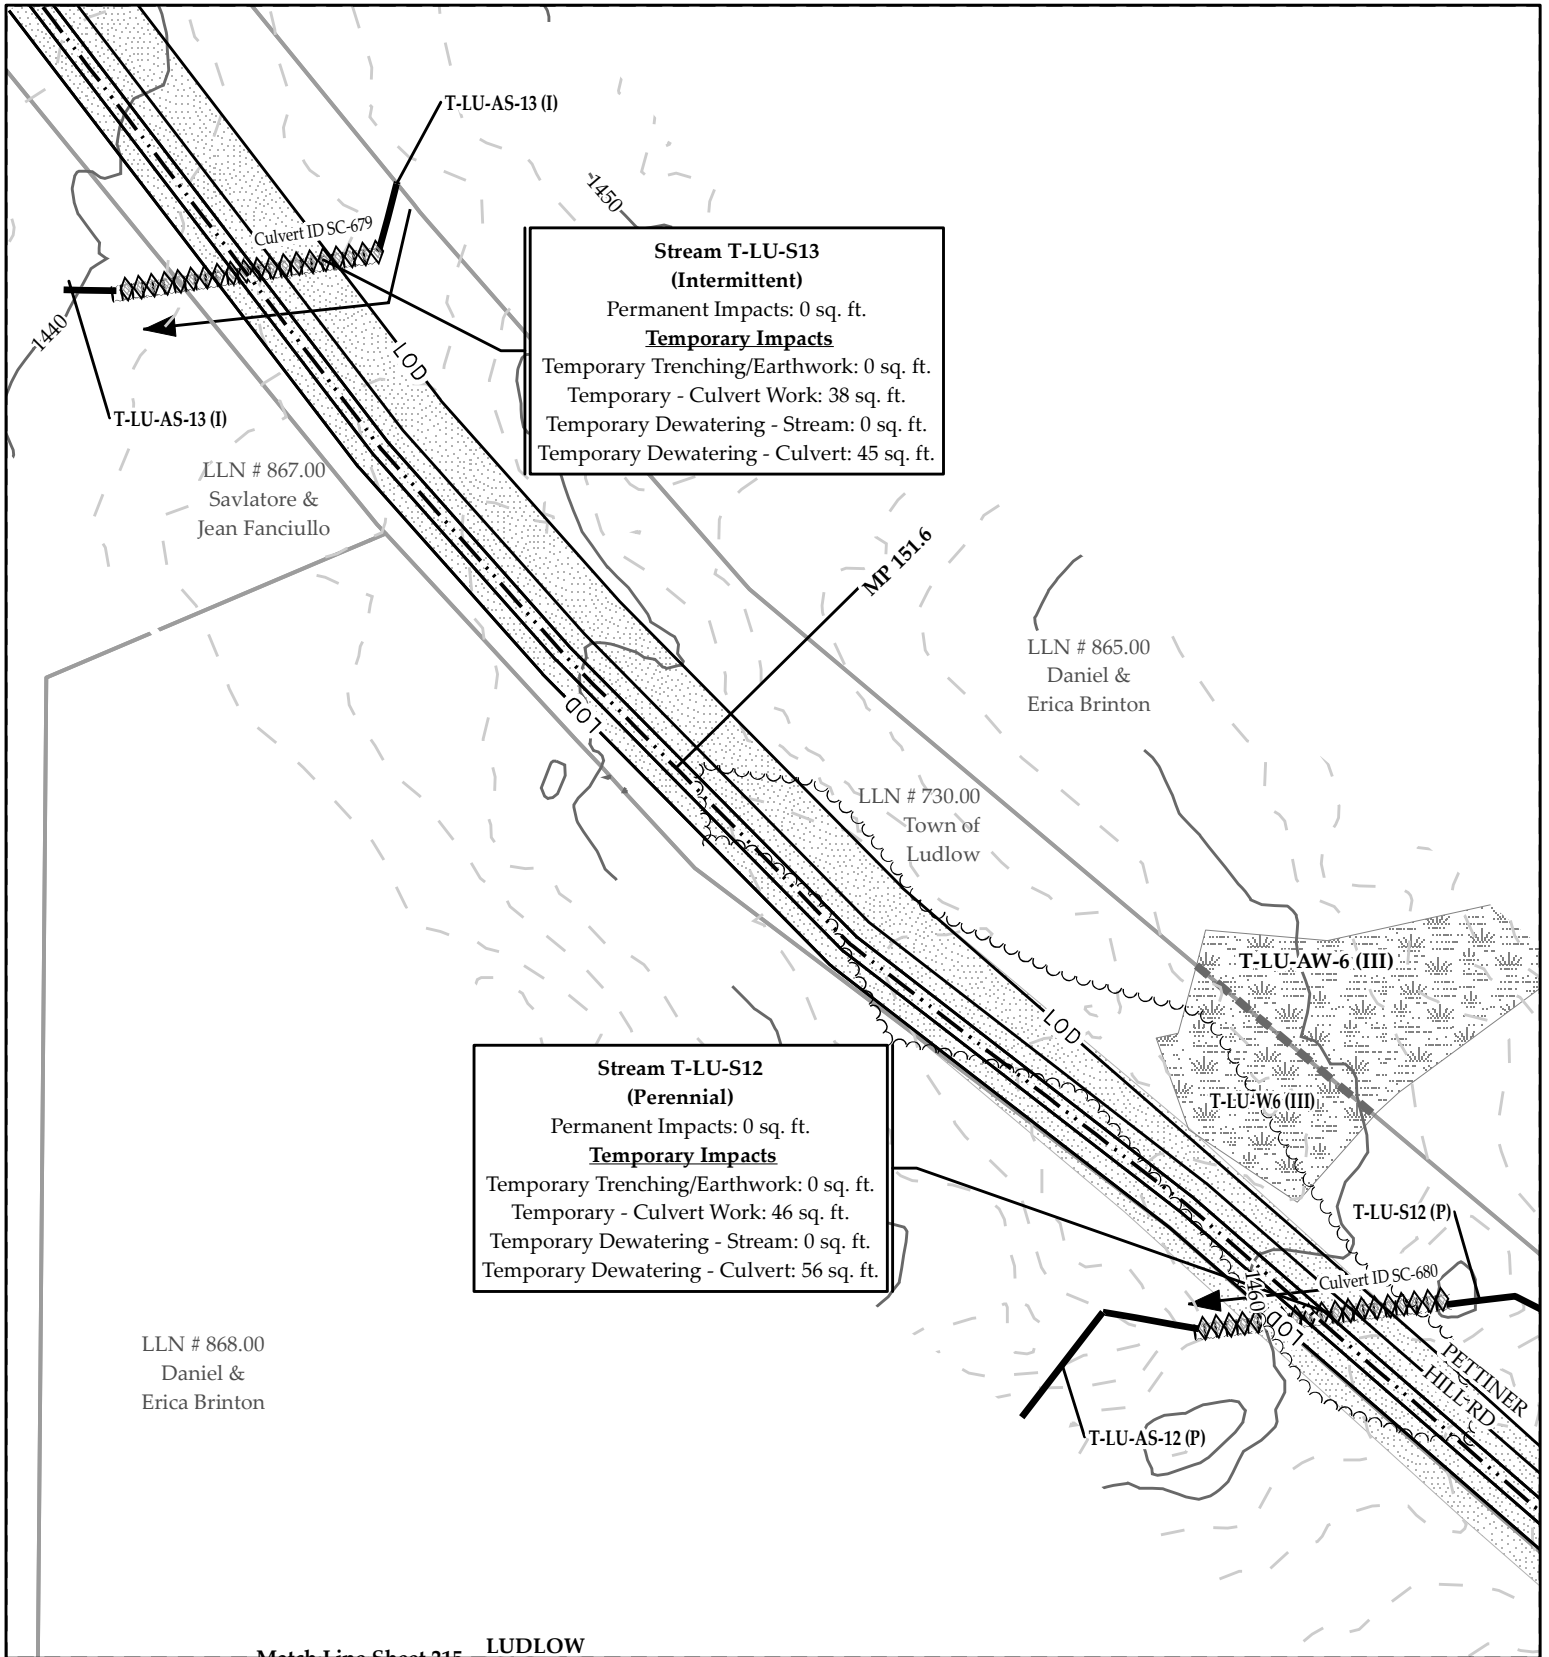 T-LU-AS-13 (I)
1450
Culvert ID SC-679
Stream T-LU-S13
(Intermittent)
Permanent Impacts: 0 sq. ft.
Temporary Impacts
Temporary Trenching/Earthwork: 0 sq. ft.
Temporary - Culvert Work: 38 sq. ft.
Temporary Dewatering - Stream: 0 sq. ft.
Temporary Dewatering - Culvert: 45 sq. ft.
1440
LOD
T-LU-AS-13 (I)
LLN # 867.00
Savlatore &
Jean Fanciullo
MP 151.6
LLN # 865.00
Daniel &
Erica Brinton
LOD
LLN # 730.00
Town of
Ludlow
T-LU-AW-6 (III)
LOD
T-LU-W6 (III)
Stream T-LU-S12
(Perennial)
Permanent Impacts: 0 sq. ft.
Temporary Impacts
Temporary Trenching/Earthwork: 0 sq. ft.
Temporary - Culvert Work: 46 sq. ft.
Temporary Dewatering - Stream: 0 sq. ft.
Temporary Dewatering - Culvert: 56 sq. ft.
T-LU-S12 (P)
Culvert ID SC-680
1460
LOD
LLN # 868.00
Daniel &
Erica Brinton
PETTINER
HILL RD
T-LU-AS-12 (P)
LUDLOW
Match Line Sheet 215